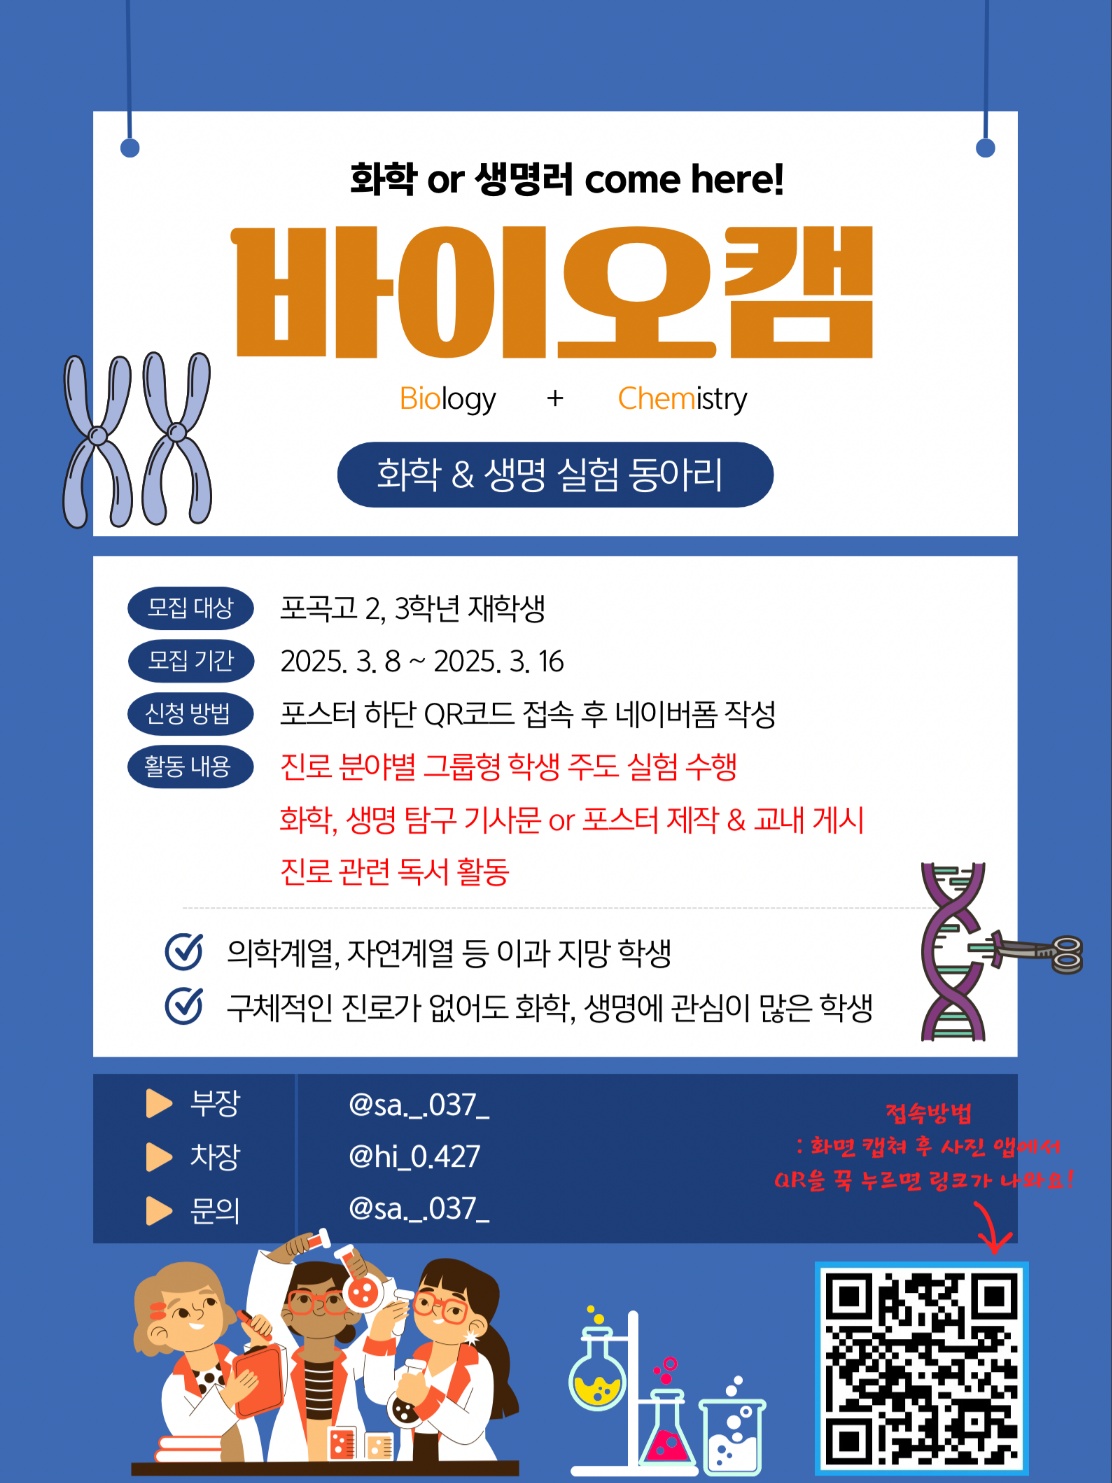 화학 or 생명러 come here!
바이오캠
Biology + Chemistry
화학 & 생명 실험 동아리
모집 대상 포곡고 2, 3학년 재학생
모집 기간 2025. 3. 8 ~ 2025. 3. 16
신청 방법 포스터 하단 QR코드 접속 후 네이버폼 작성
활동 내용 진로 분야별 그룹형 학생 주도 실험 수행
화학, 생명 탐구 기사문 or 포스터 제작 & 교내 게시
진로 관련 독서 활동
의학계열, 자연계열 등 이과 지망 학생
구체적인 진로가 없어도 화학, 생명에 관심이 많은 학생
부장 @sa._.037_
차장 @hi_0.427
문의 @sa._.037_
접속방법
: 화면 캡쳐 후 사진 앱에서
QR을 꾹 누르면 링크가 나와요!